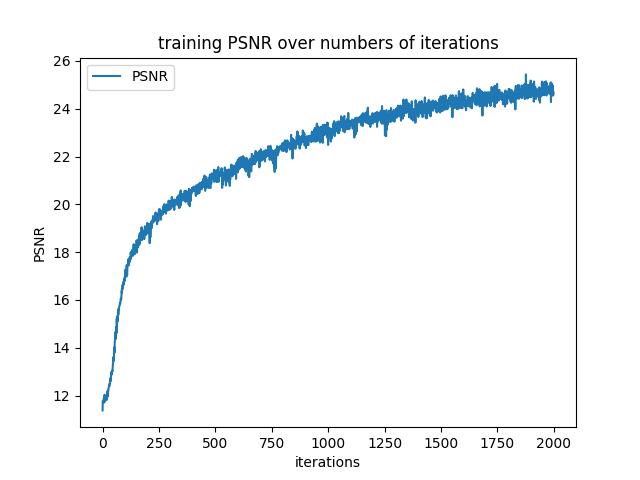 training PSNR over numbers of iterations
PSNR
PSNR
26
24
22
20
18
16
14
12
0 250 500 750 1000 1250 1500 1750 2000
iterations